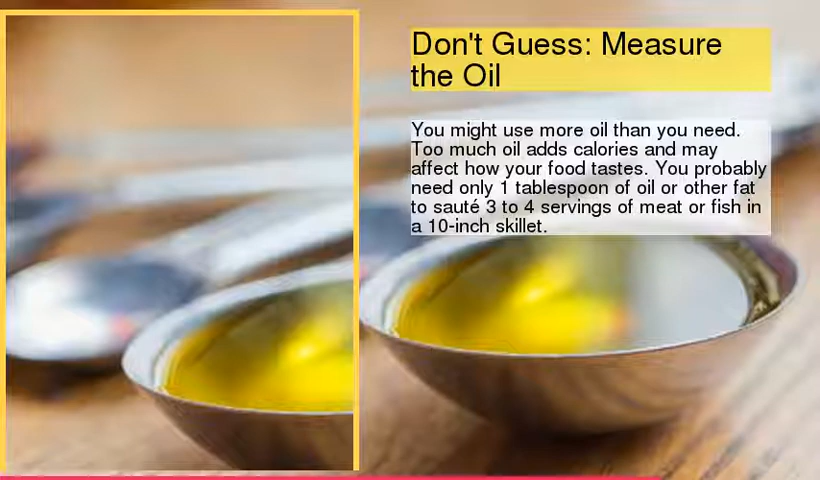 Don't Guess: Measure
the Oil
You might use more oil than you need.
Too much oil adds calories and may
affect how your food tastes. You probably
need only 1 tablespoon of oil or other fat
to sauté 3 to 4 servings of meat or fish in
a 10-inch skillet.